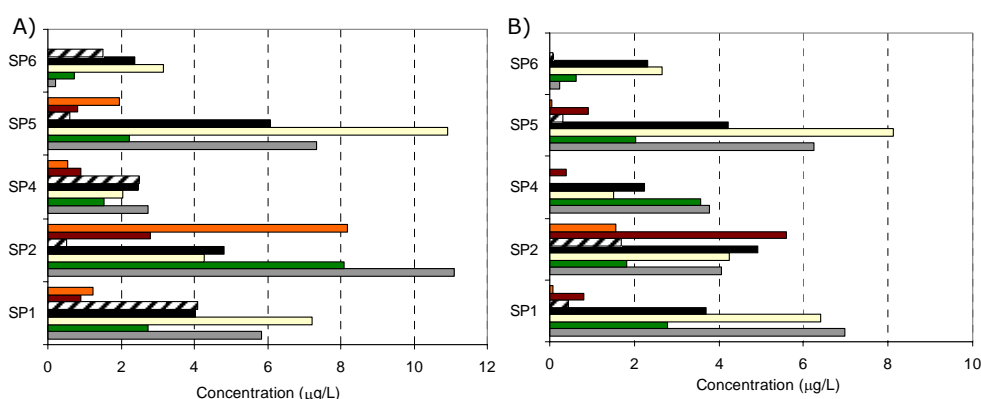 A)
SP6
SP5
SP4
SP2
SP1
0 2 4 6 8 10 12
Concentration (µg/L)
B)
SP6
SP5
SP4
SP2
SP1
0 2 4 6 8 10
Concentration (µg/L)